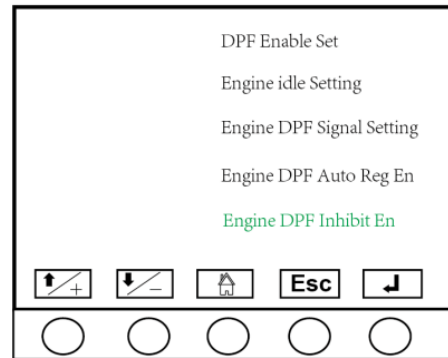 DPF Enable Set
Engine idle Setting
Engine DPF Signal Setting
Engine DPF Auto Reg En
Engine DPF Inhibit En
+ - Esc